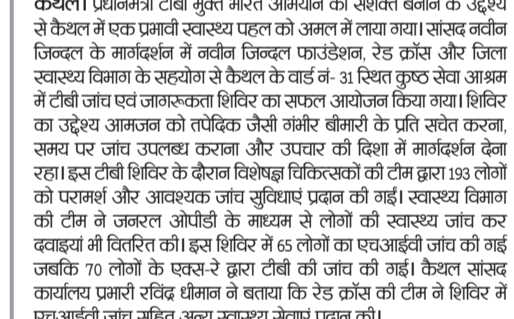 कैथल। प्रधानमंत्री टीबी मुक्त भारत अभियान को सशक्त बनाने के उद्देश्य
से कैथल में एक प्रभावी स्वास्थ्य पहल को अमल में लाया गया। सांसद नवीन
जिन्दल के मार्गदर्शन में नवीन जिन्दल फाउंडेशन, रेड क्रॉस और जिला
स्वास्थ्य विभाग के सहयोग से कैथल के वार्ड नं- 31 स्थित कुष्ठ सेवा आश्रम
में टीबी जांच एवं जागरूकता शिविर का सफल आयोजन किया गया। शिविर
का उद्देश्य आमजन को तपेदिक जैसी गंभीर बीमारी के प्रति सचेत करना,
समय पर जांच उपलब्ध कराना और उपचार की दिशा में मार्गदर्शन देना
रहा। इस टीबी शिविर के दौरान विशेषज्ञ चिकित्सकों की टीम द्वारा 193 लोगों
को परामर्श और आवश्यक जांच सुविधाएं प्रदान की गईं। स्वास्थ्य विभाग
की टीम ने जनरल ओपीडी के माध्यम से लोगों की स्वास्थ्य जांच कर
दवाइयां भी वितरित की। इस शिविर में 65 लोगों का एचआईवी जांच की गई
जबकि 70 लोगों के एक्स-रे द्वारा टीबी की जांच की गई। कैथल सांसद
कार्यालय प्रभारी रविंद्र धीमान ने बताया कि रेड क्रॉस की टीम ने शिविर में
एचआईवी जांच सहित अन्य स्वास्थ्य सेवाएं प्रदान की।